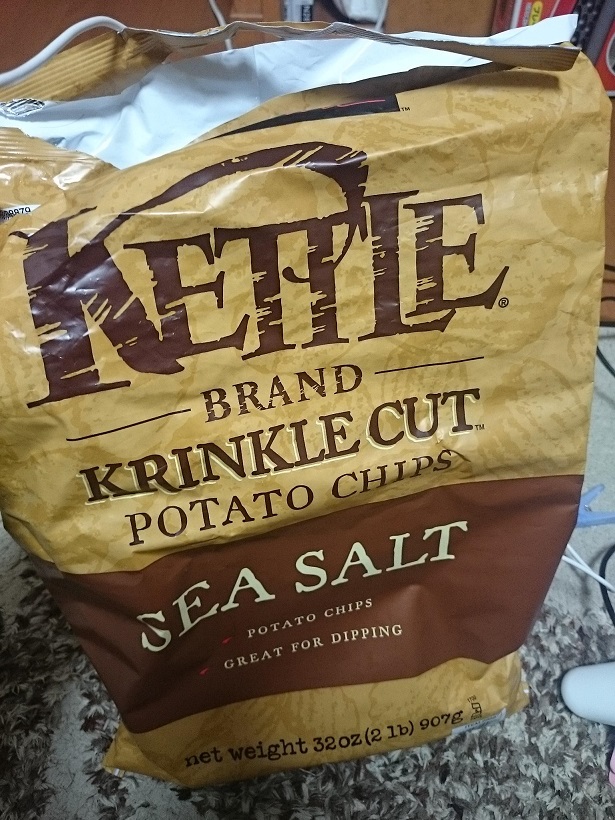 ™
KETTLE®
BRAND
KRINKLE CUT™
POTATO CHIPS
SEA SALT
POTATO CHIPS
GREAT FOR DIPPING
net weight 32oz (2 lb) 907g